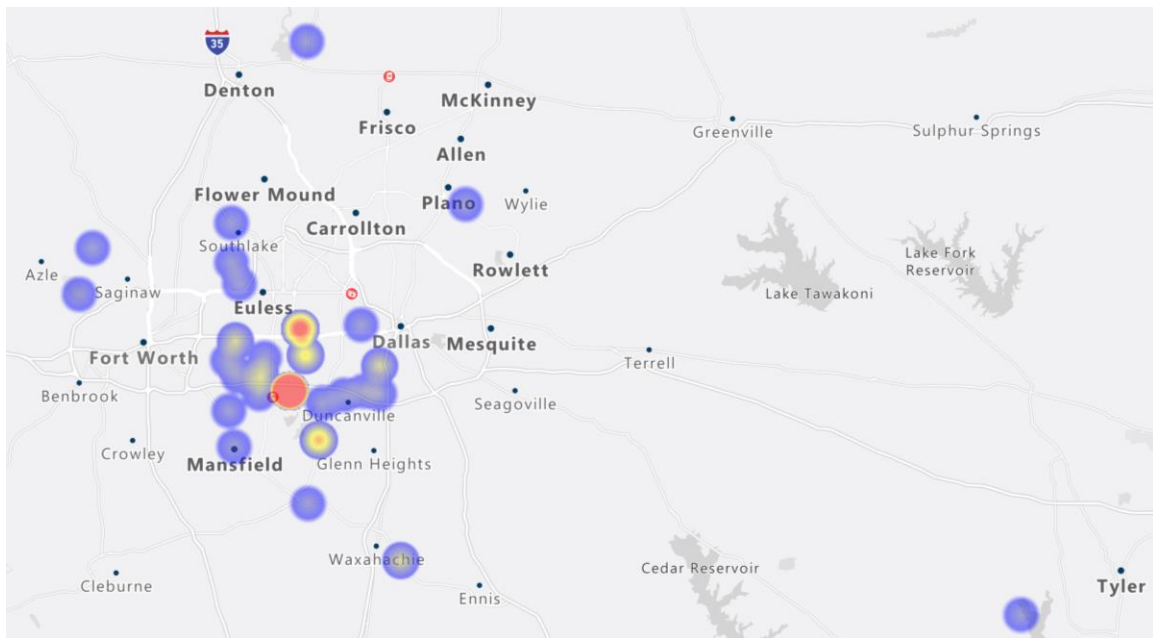 35
Denton
McKinney
Frisco
Greenville
Sulphur Springs
Allen
Flower Mound
Plano
Wylie
Carrollton
Southlake
Azle
Saginaw
Rowlett
Lake Fork
Reservoir
Lake Tawakoni
Euless
Dallas
Mesquite
Fort Worth
Terrell
Benbrook
Seagoville
Duncanville
Crowley
Mansfield
Glenn Heights
Waxahachie
Cedar Reservoir
Cleburne
Ennis
Tyler